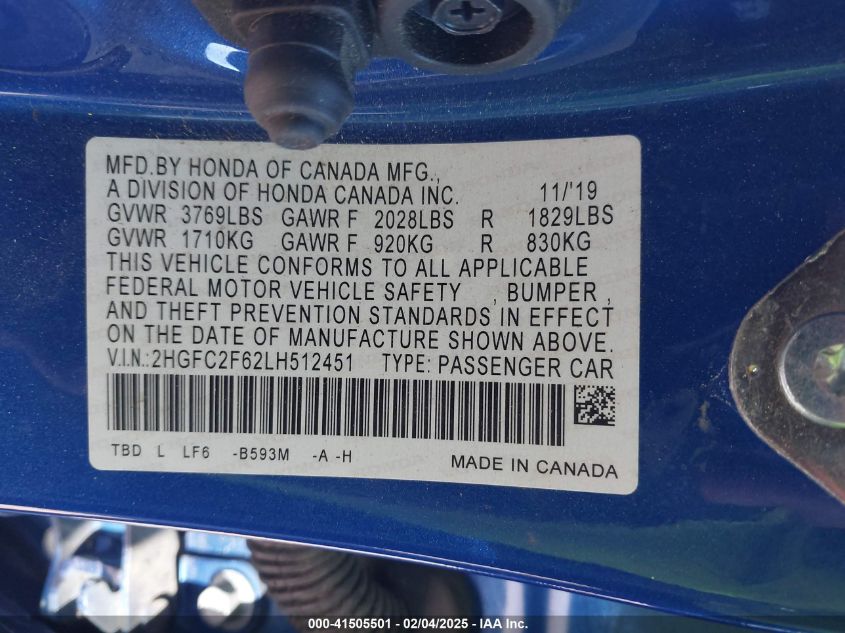 MFD.BY HONDA OF CANADA MFG.,
A DIVISION OF HONDA CANADA INC. 11/'19
GVWR 3769LBS GAWR F 2028LBS R 1829LBS
GVWR 1710KG GAWR F 920KG R 830KG
THIS VEHICLE CONFORMS TO ALL APPLICABLE
FEDERAL MOTOR VEHICLE SAFETY , BUMPER ,
AND THEFT PREVENTION STANDARDS IN EFFECT
ON THE DATE OF MANUFACTURE SHOWN ABOVE.
V.I.N.:2HGFC2F62LH512451 TYPE: PASSENGER CAR
TBD L LF6 -B593M -A -H
MADE IN CANADA
000-41505501 - 02/04/2025 - IAA Inc.